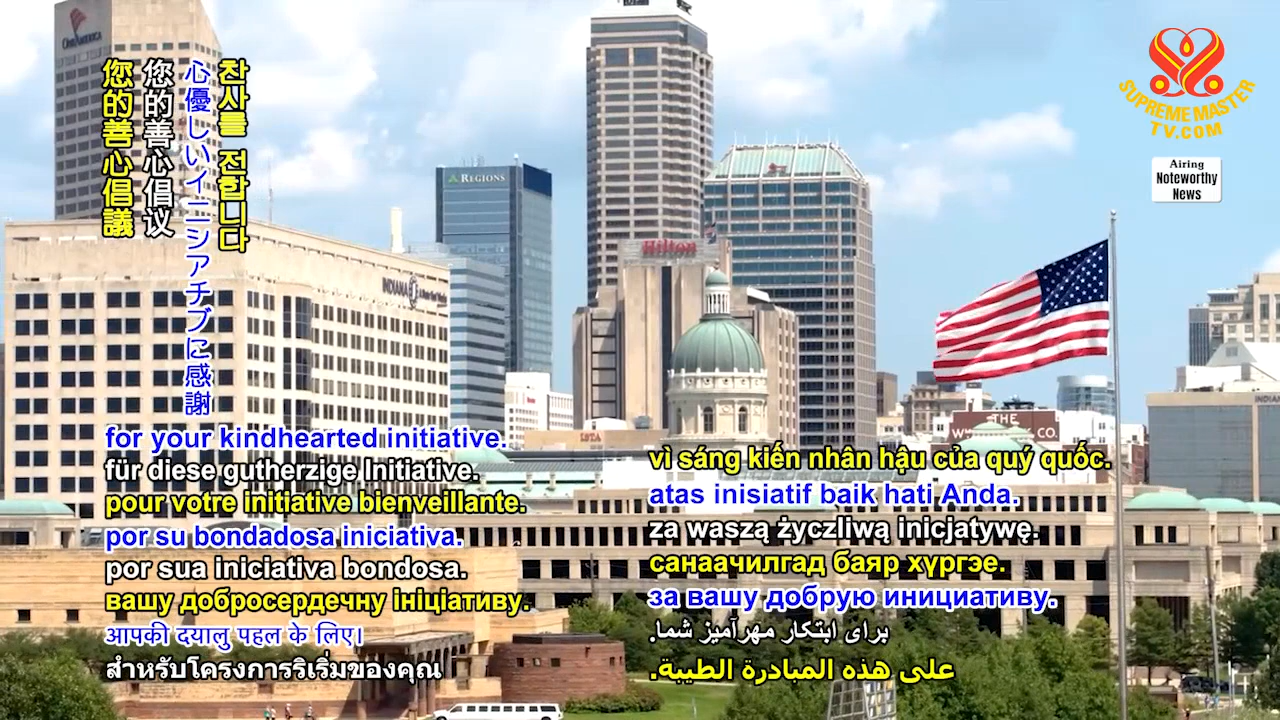 您的善心倡議
您的善心倡议
心優しいイニシアチブに感謝
찬사를 전합니다
for your kindhearted initiative.
für diese gutherzige Initiative.
pour votre initiative bienveillante.
por su bondadosa iniciativa.
por sua iniciativa bondosa.
вашу добросердечну ініціативу.
आपकी दयालु पहल के लिए।
สำหรับโครงการริเริ่มของคุณ
vì sáng kiến nhân hậu của quý quốc.
atas inisiatif baik hati Anda.
za waszą życzliwą inicjatywę.
санаачилгад баяр хүргэе.
за вашу добрую инициативу.
برای ابتکار مهرآمیز شما.
على هذه المبادرة الطيبة.
SUPREME MASTER
TV.COM
Airing
Noteworthy
News
ONEAMERICA
REGIONS
Hilton
INDIANA
ISTA
THE